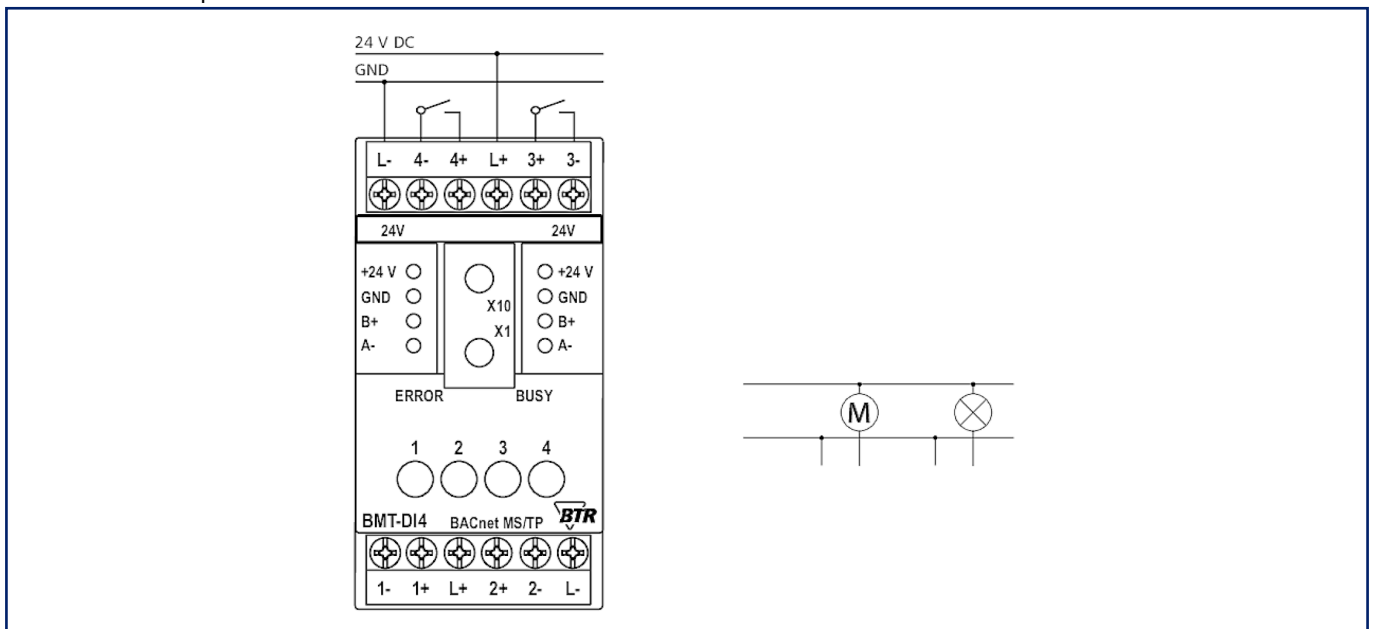 24 V DC
GND
L- 4- 4+ L+ 3+ 3-
24V 24V
+24 V +24 V
GND GND
X10
B+ B+
X1
A- A-
ERROR BUSY
1 2 3 4
M
BMT-DI4 BACnet MS/TP BTR
1- 1+ L+ 2+ 2- L-